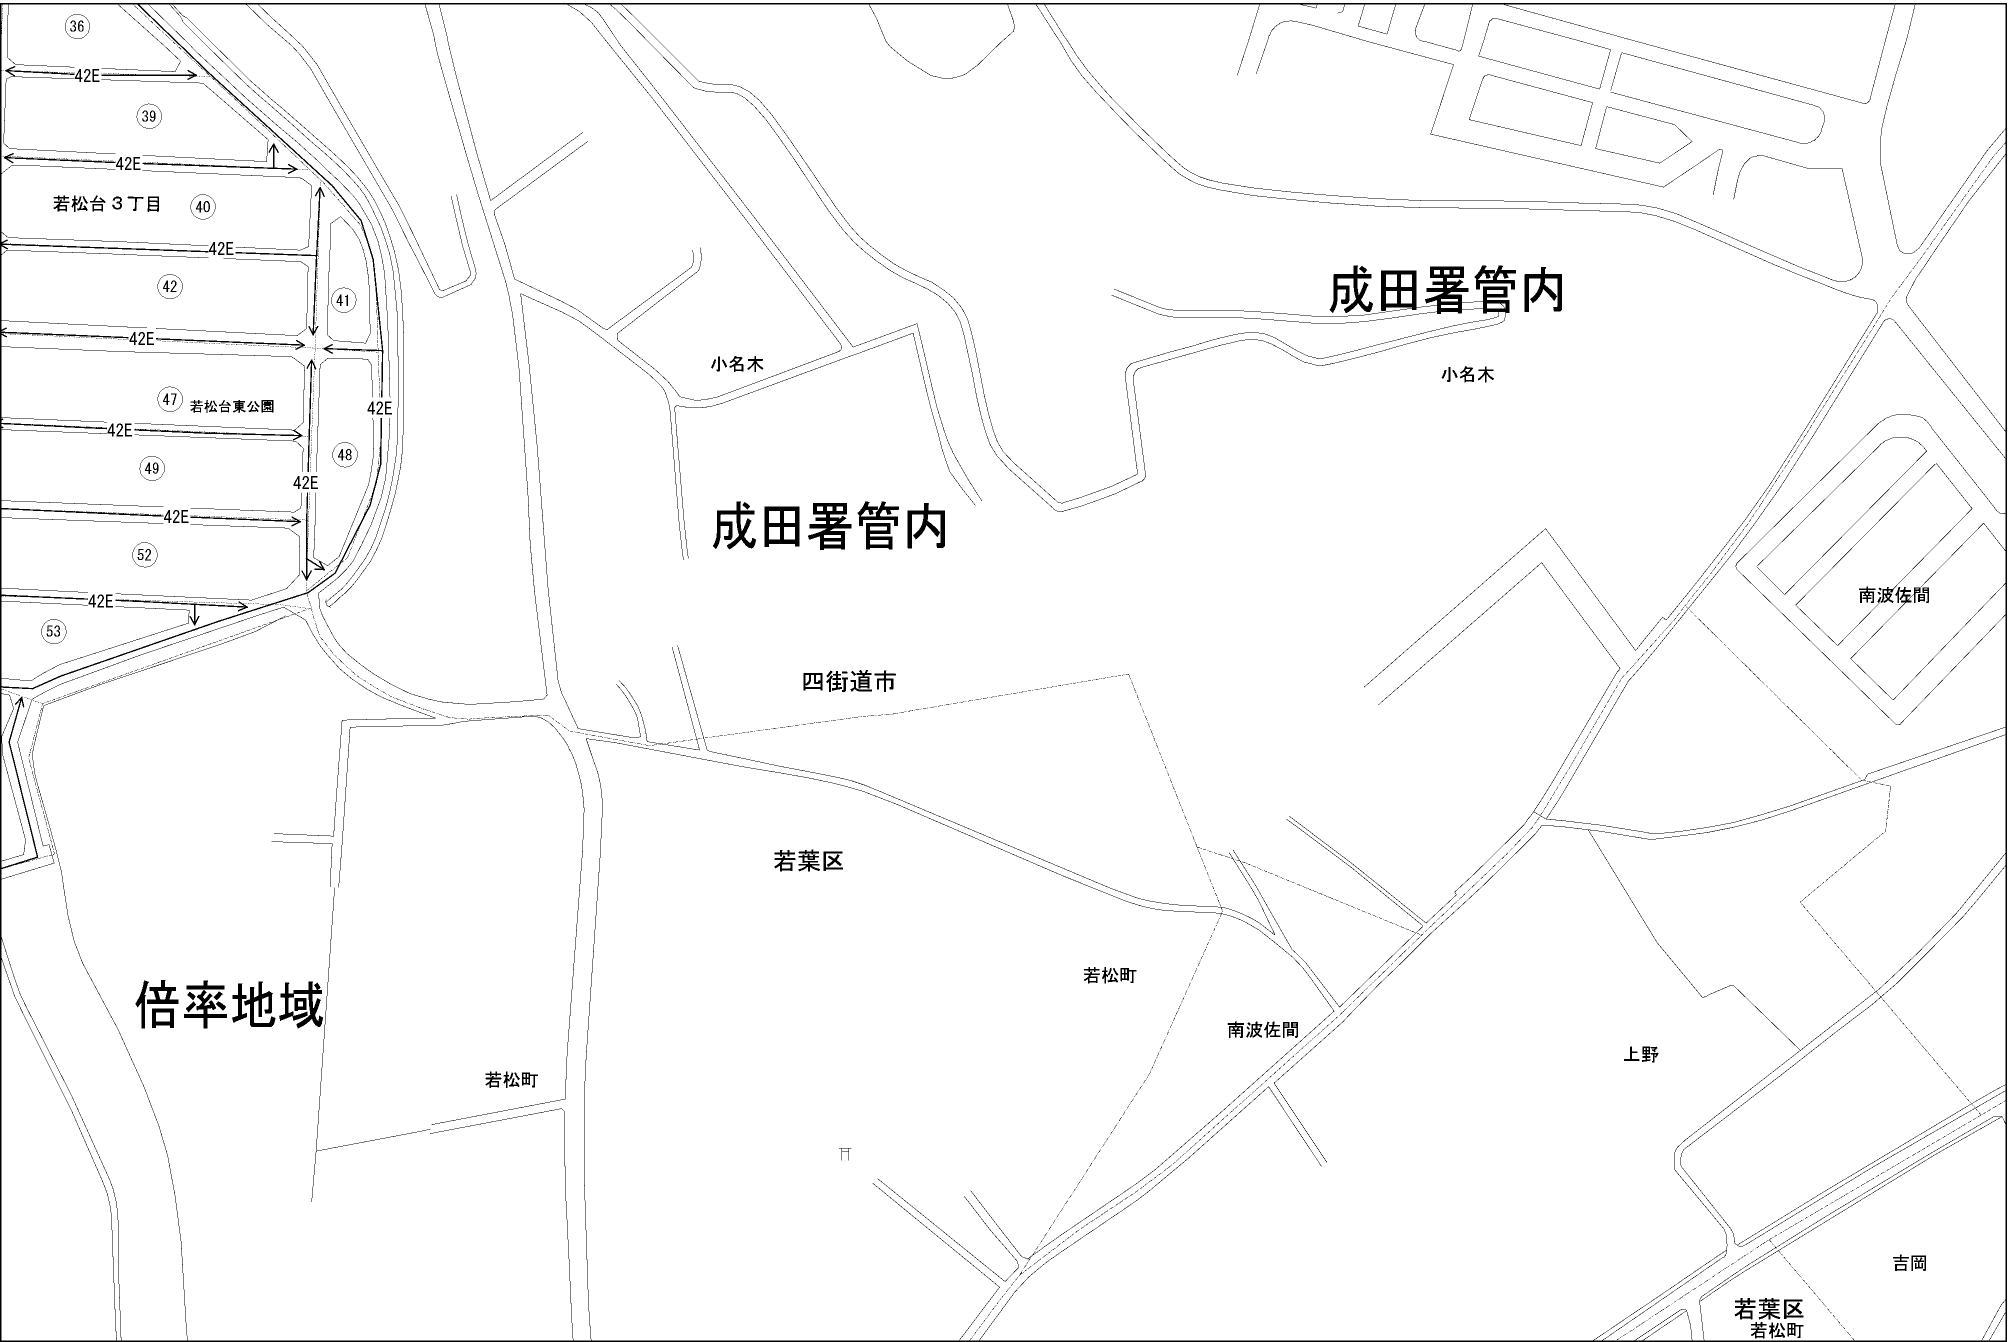 36
42E
39
42E
若松台３丁目
40
42E
42
41
成田署管内
42E
小名木
小名木
47
若松台東公園
42E
42E
49
48
42E
42E
成田署管内
52
42E
南波佐間
53
四街道市
若葉区
若松町
倍率地域
南波佐間
上野
若松町
吉岡
若葉区
若松町